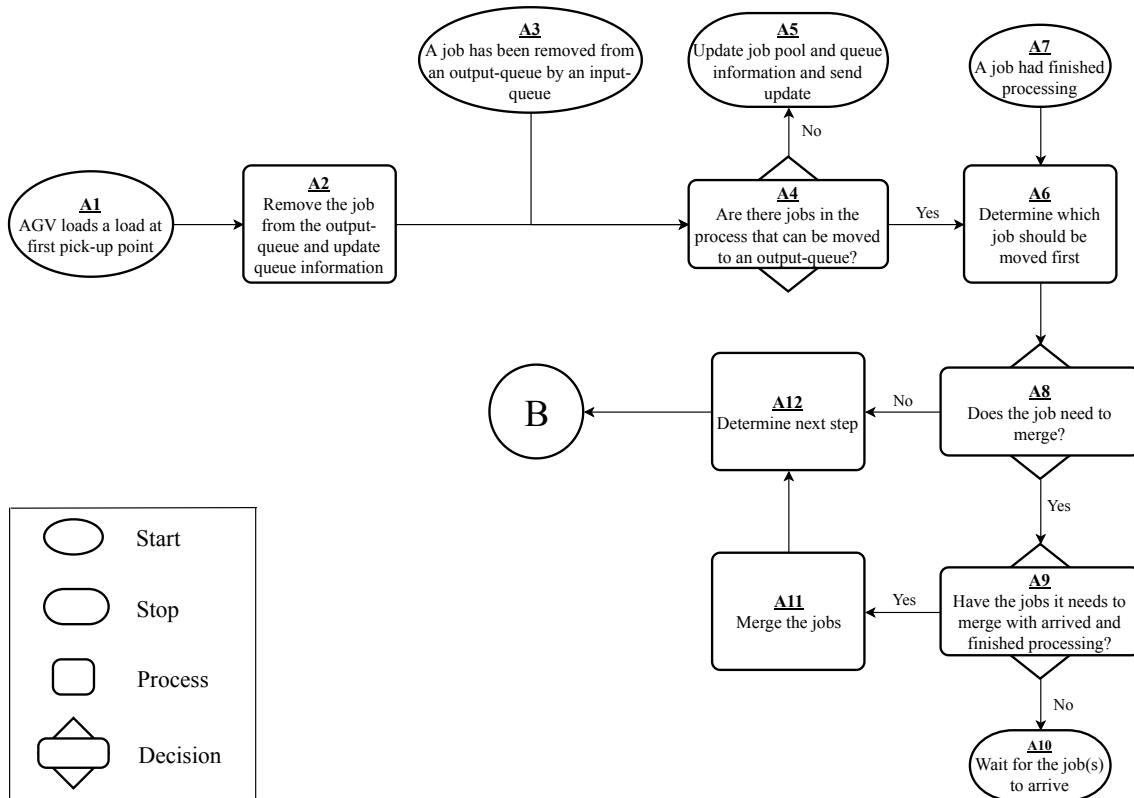 A3
A job has been removed from
an output-queue by an input-
queue
A5
Update job pool and queue
information and send
update
A7
A job had finished
processing
No
A1
AGV loads a load at
first pick-up point
A2
Remove the job
from the output-
queue and update
queue information
A4
Are there jobs in the
process that can be moved
to an output-queue?
Yes
A6
Determine which
job should be
moved first
B
A12
Determine next step
No
A8
Does the job need to
merge?
Yes
A11
Merge the jobs
Yes
A9
Have the jobs it needs to
merge with arrived and
finished processing?
No
A10
Wait for the job(s)
to arrive
Start
Stop
Process
Decision